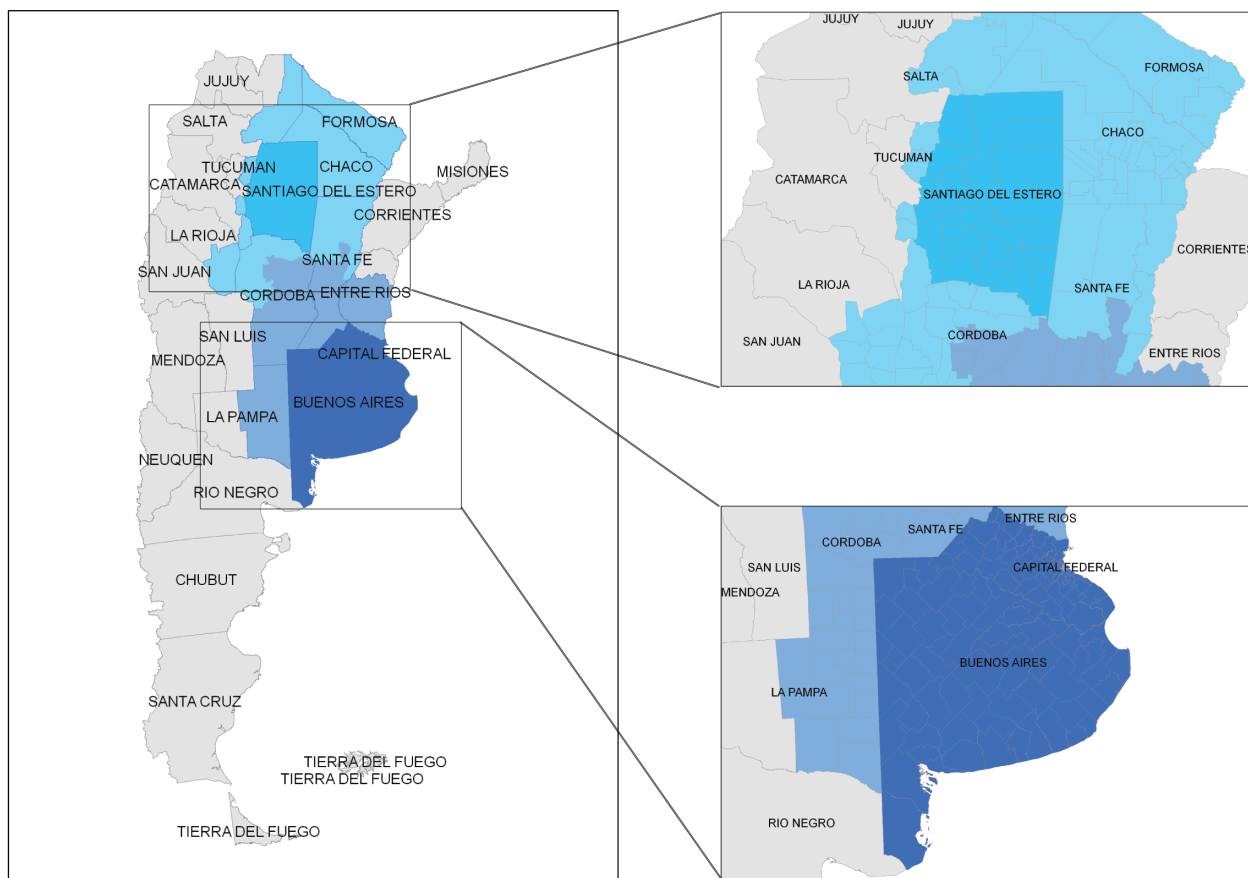 JUJUY
SALTA
FORMOSA
TUCUMAN
CHACO
MISIONES
CATAMARCA
SANTIAGO DEL ESTERO
CORRIENTES
LA RIOJA
SANTA FE
SAN JUAN
CORDOBA
ENTRE RIOS
SAN LUIS
CAPITAL FEDERAL
MENDOZA
BUENOS AIRES
LA PAMPA
NEUQUEN
RIO NEGRO
CHUBUT
SANTA CRUZ
TIERRA DEL FUEGO
TIERRA DEL FUEGO
TIERRA DEL FUEGO
JUJUY
JUJUY
FORMOSA
SALTA
CHACO
TUCUMAN
CATAMARCA
SANTIAGO DEL ESTERO
CORRIENTES
LA RIOJA
SANTA FE
CORDOBA
SAN JUAN
ENTRE RIOS
ENTRE RIOS
SANTA FE
CORDOBA
SAN LUIS
CAPITAL FEDERAL
MENDOZA
BUENOS AIRES
LA PAMPA
RIO NEGRO